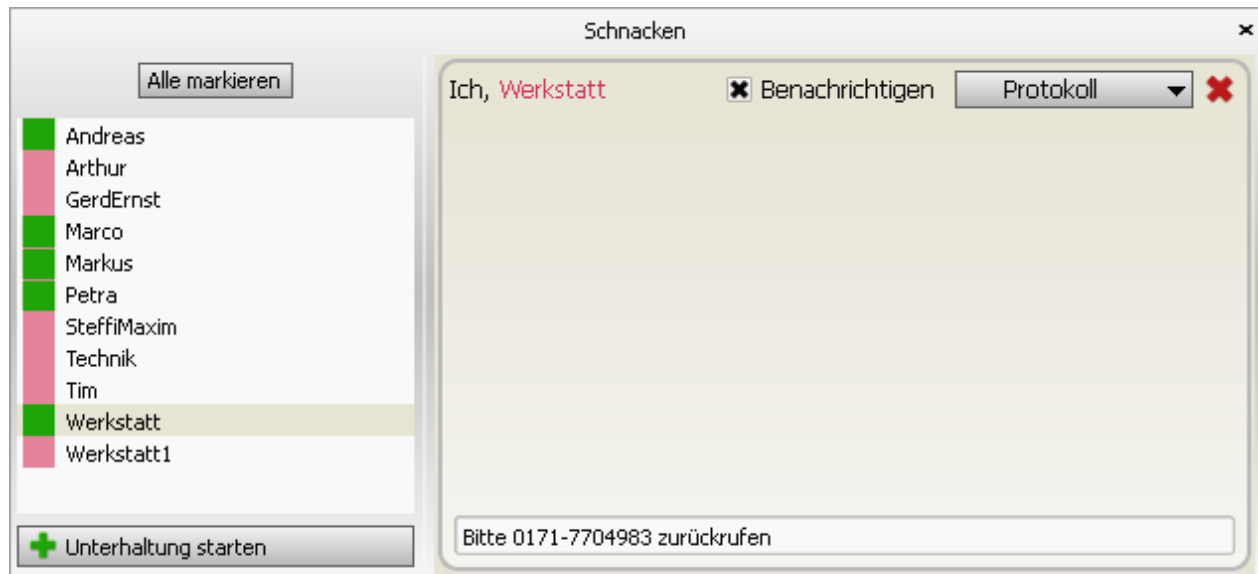 Schnacken
Alle markieren
Andreas
Arthur
GerdErnst
Marco
Markus
Petra
SteffiMaxim
Technik
Tim
Werkstatt
Werkstatt1
Unterhaltung starten
Ich, Werkstatt Benachrichtigen Protokoll
Bitte 0171-7704983 zurückrufen